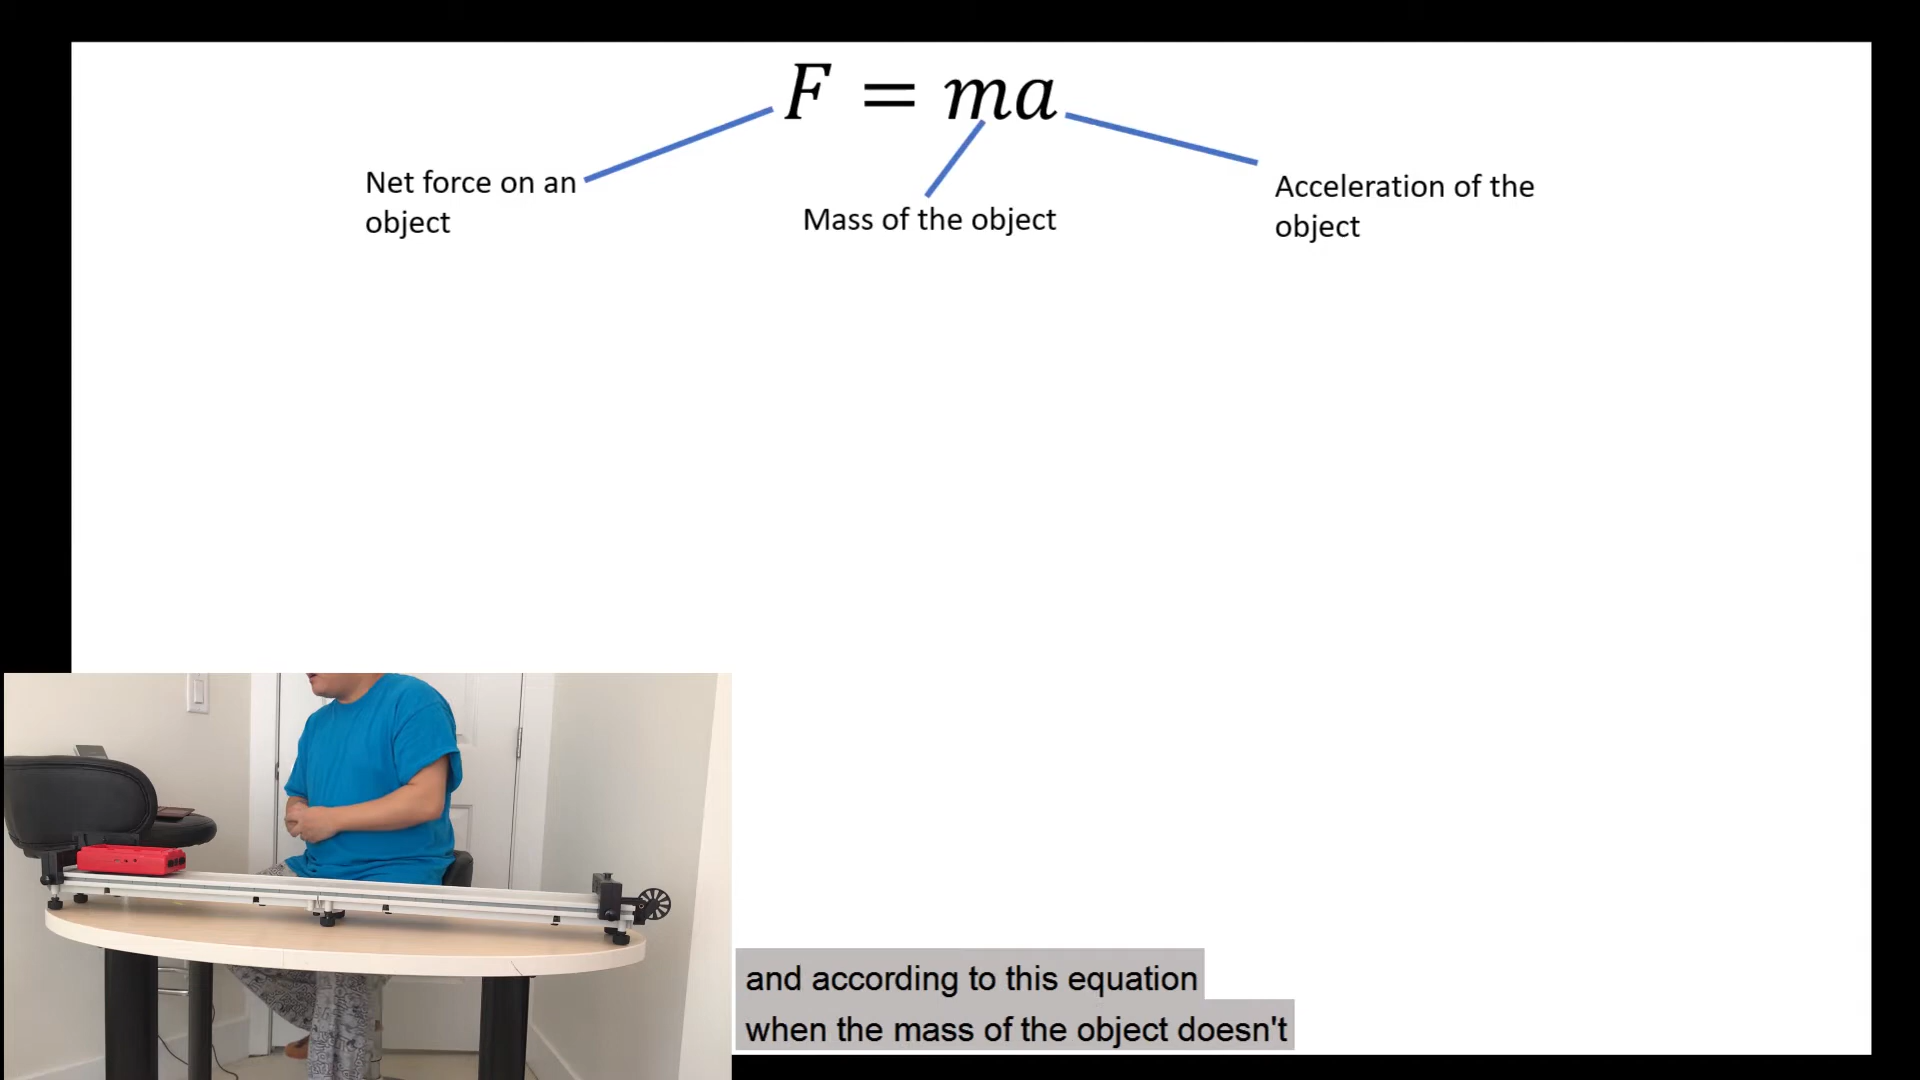 F = ma
Net force on an
object
Mass of the object
Acceleration of the
object
and according to this equation
when the mass of the object doesn't